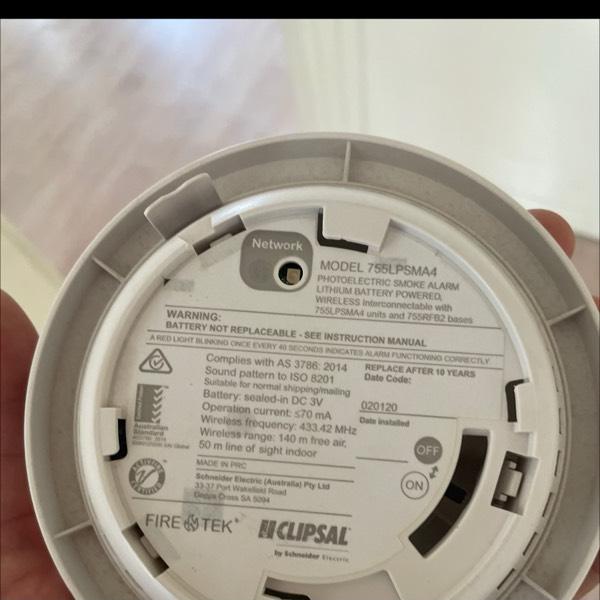 Network
MODEL 755LPSMA4
PHOTOELECTRIC SMOKE ALARM
LITHIUM BATTERY POWERED,
WIRELESS Interconnectable with
755LPSMA4 units and 755RFB2 bases
WARNING:
BATTERY NOT REPLACEABLE - SEE INSTRUCTION MANUAL
A RED LIGHT BLINKING ONCE EVERY 40 SECONDS INDICATES ALARM FUNCTIONING CORRECTLY
Complies with AS 3786: 2014
Sound pattern to ISO 8201
Suitable for normal shipping/mailing
Battery: sealed-in DC 3V
Operation current: ≤70 mA
Wireless frequency: 433.42 MHz
Wireless range: 140 m free air,
50 m line of sight indoor
REPLACE AFTER 10 YEARS
Date Code:
020120
Date installed
OFF
ON
Australian
Standard
MADE IN PRC
Schneider Electric (Australia) Pty Ltd
33-37 Port Wakefield Road
Gepps Cross SA 5094
FIRE TEK
CLIPSAL
by Schneider Electric